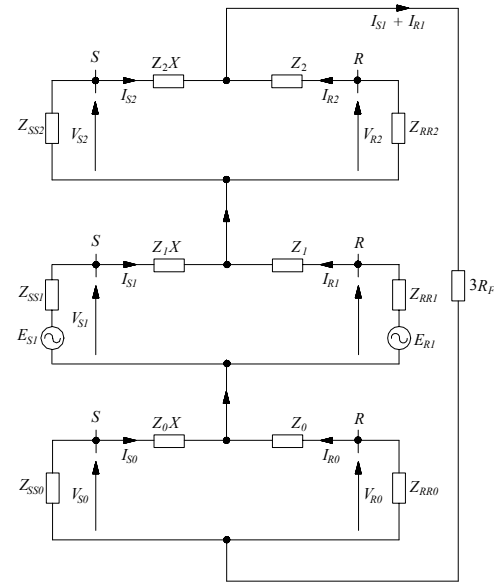 I_S1 + I_R1
S Z_2X Z_2 R
I_S2 I_R2
Z_SS2 V_S2 V_R2 Z_RR2
S Z_1X Z_1 R
I_S1 I_R1
Z_SS1 V_S1 Z_RR1 3R_F
E_S1 E_R1
S Z_0X Z_0 R
I_S0 I_R0
Z_SS0 V_S0 V_R0 Z_RR0